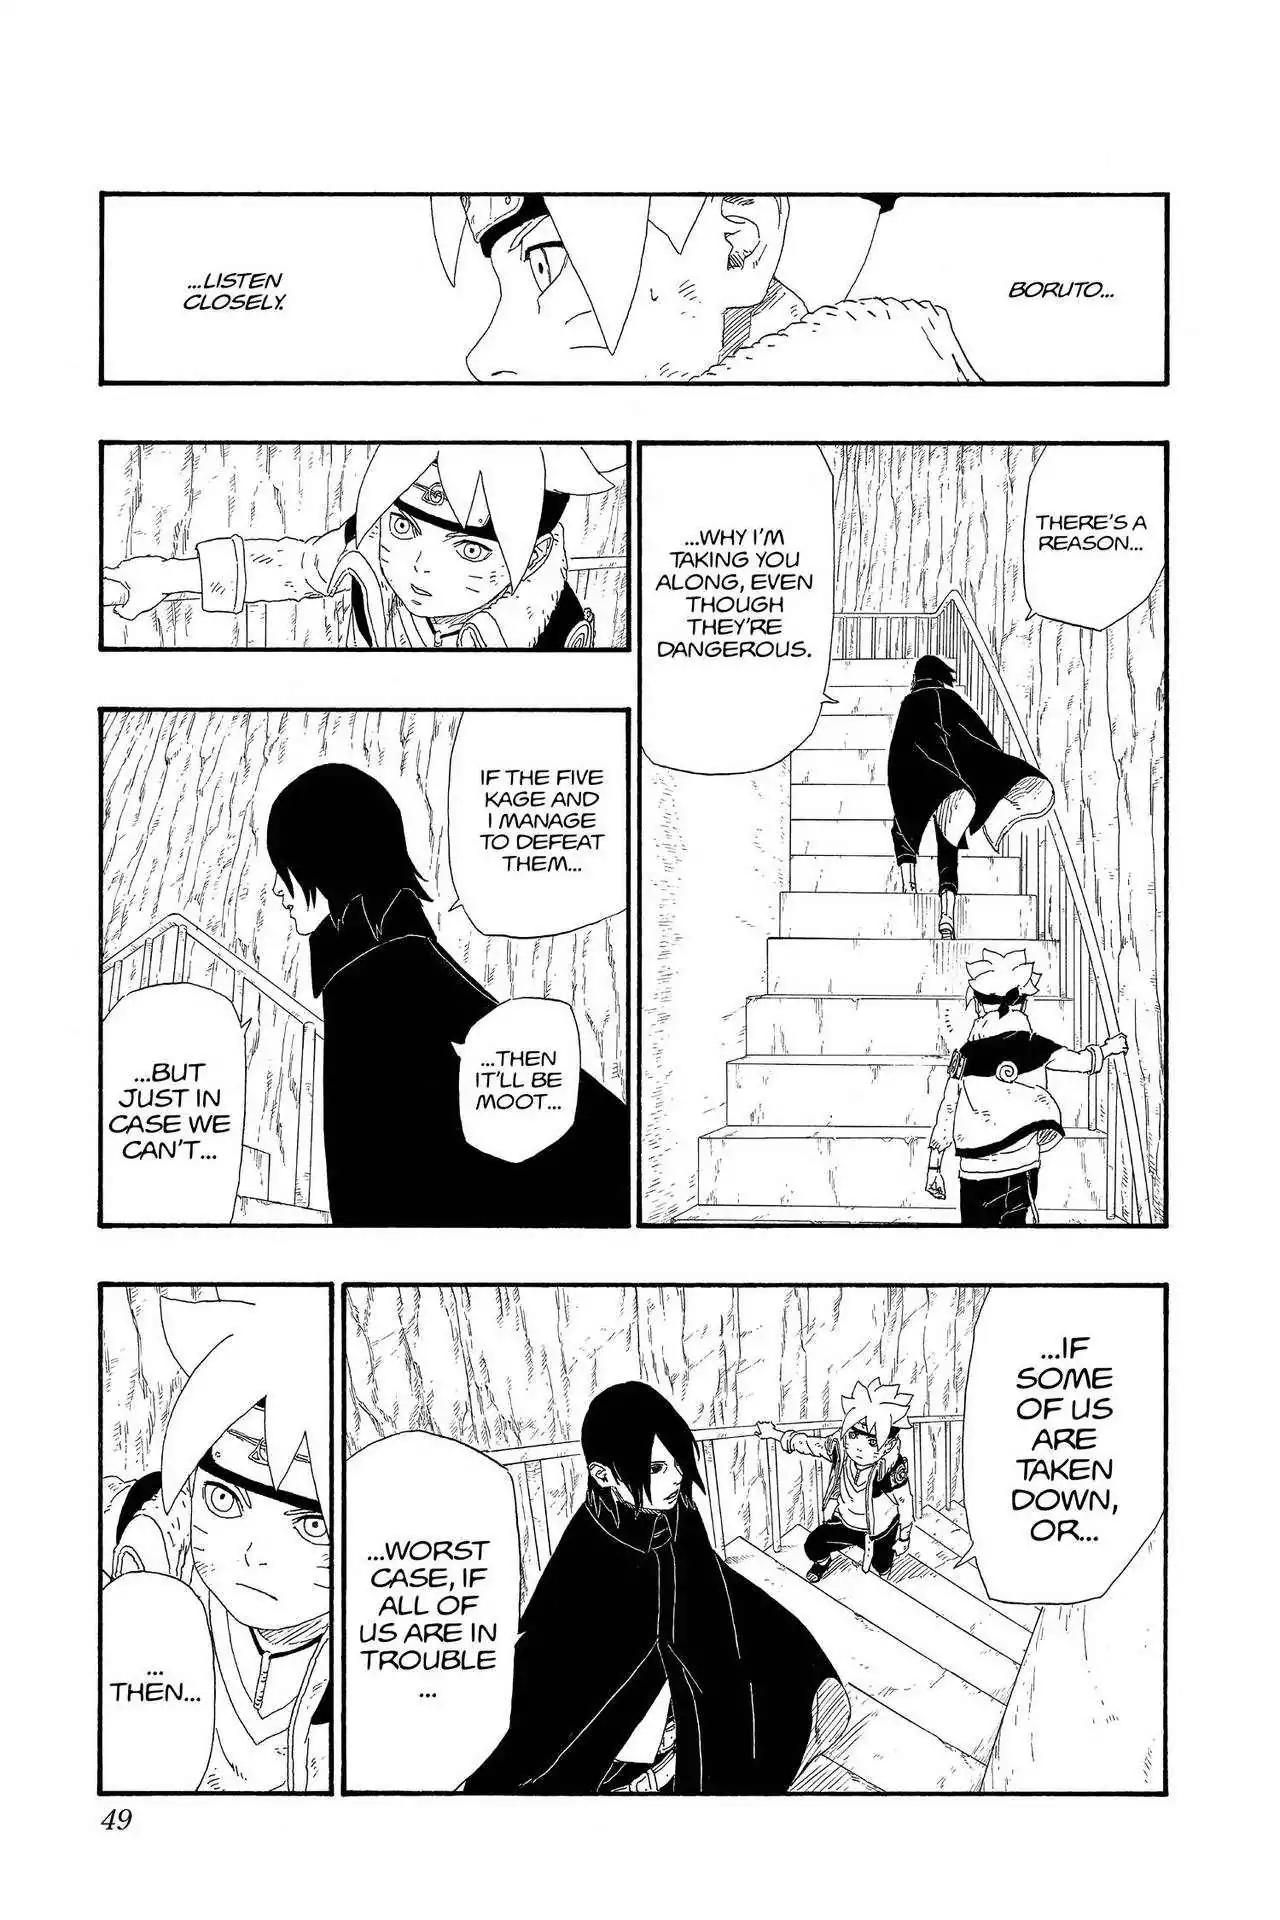 BORUTO...
...LISTEN
CLOSELY.
THERE'S A
REASON...
...WHY I'M
TAKING YOU
ALONG, EVEN
THOUGH
THEY'RE
DANGEROUS.
IF THE FIVE
KAGE AND
I MANAGE
TO DEFEAT
THEM...
...THEN
IT'LL BE
MOOT...
...BUT
JUST IN
CASE WE
CAN'T...
...IF
SOME
OF US
ARE
TAKEN
DOWN,
OR...
...WORST
CASE, IF
ALL OF
US ARE IN
TROUBLE
...
...
THEN...
49